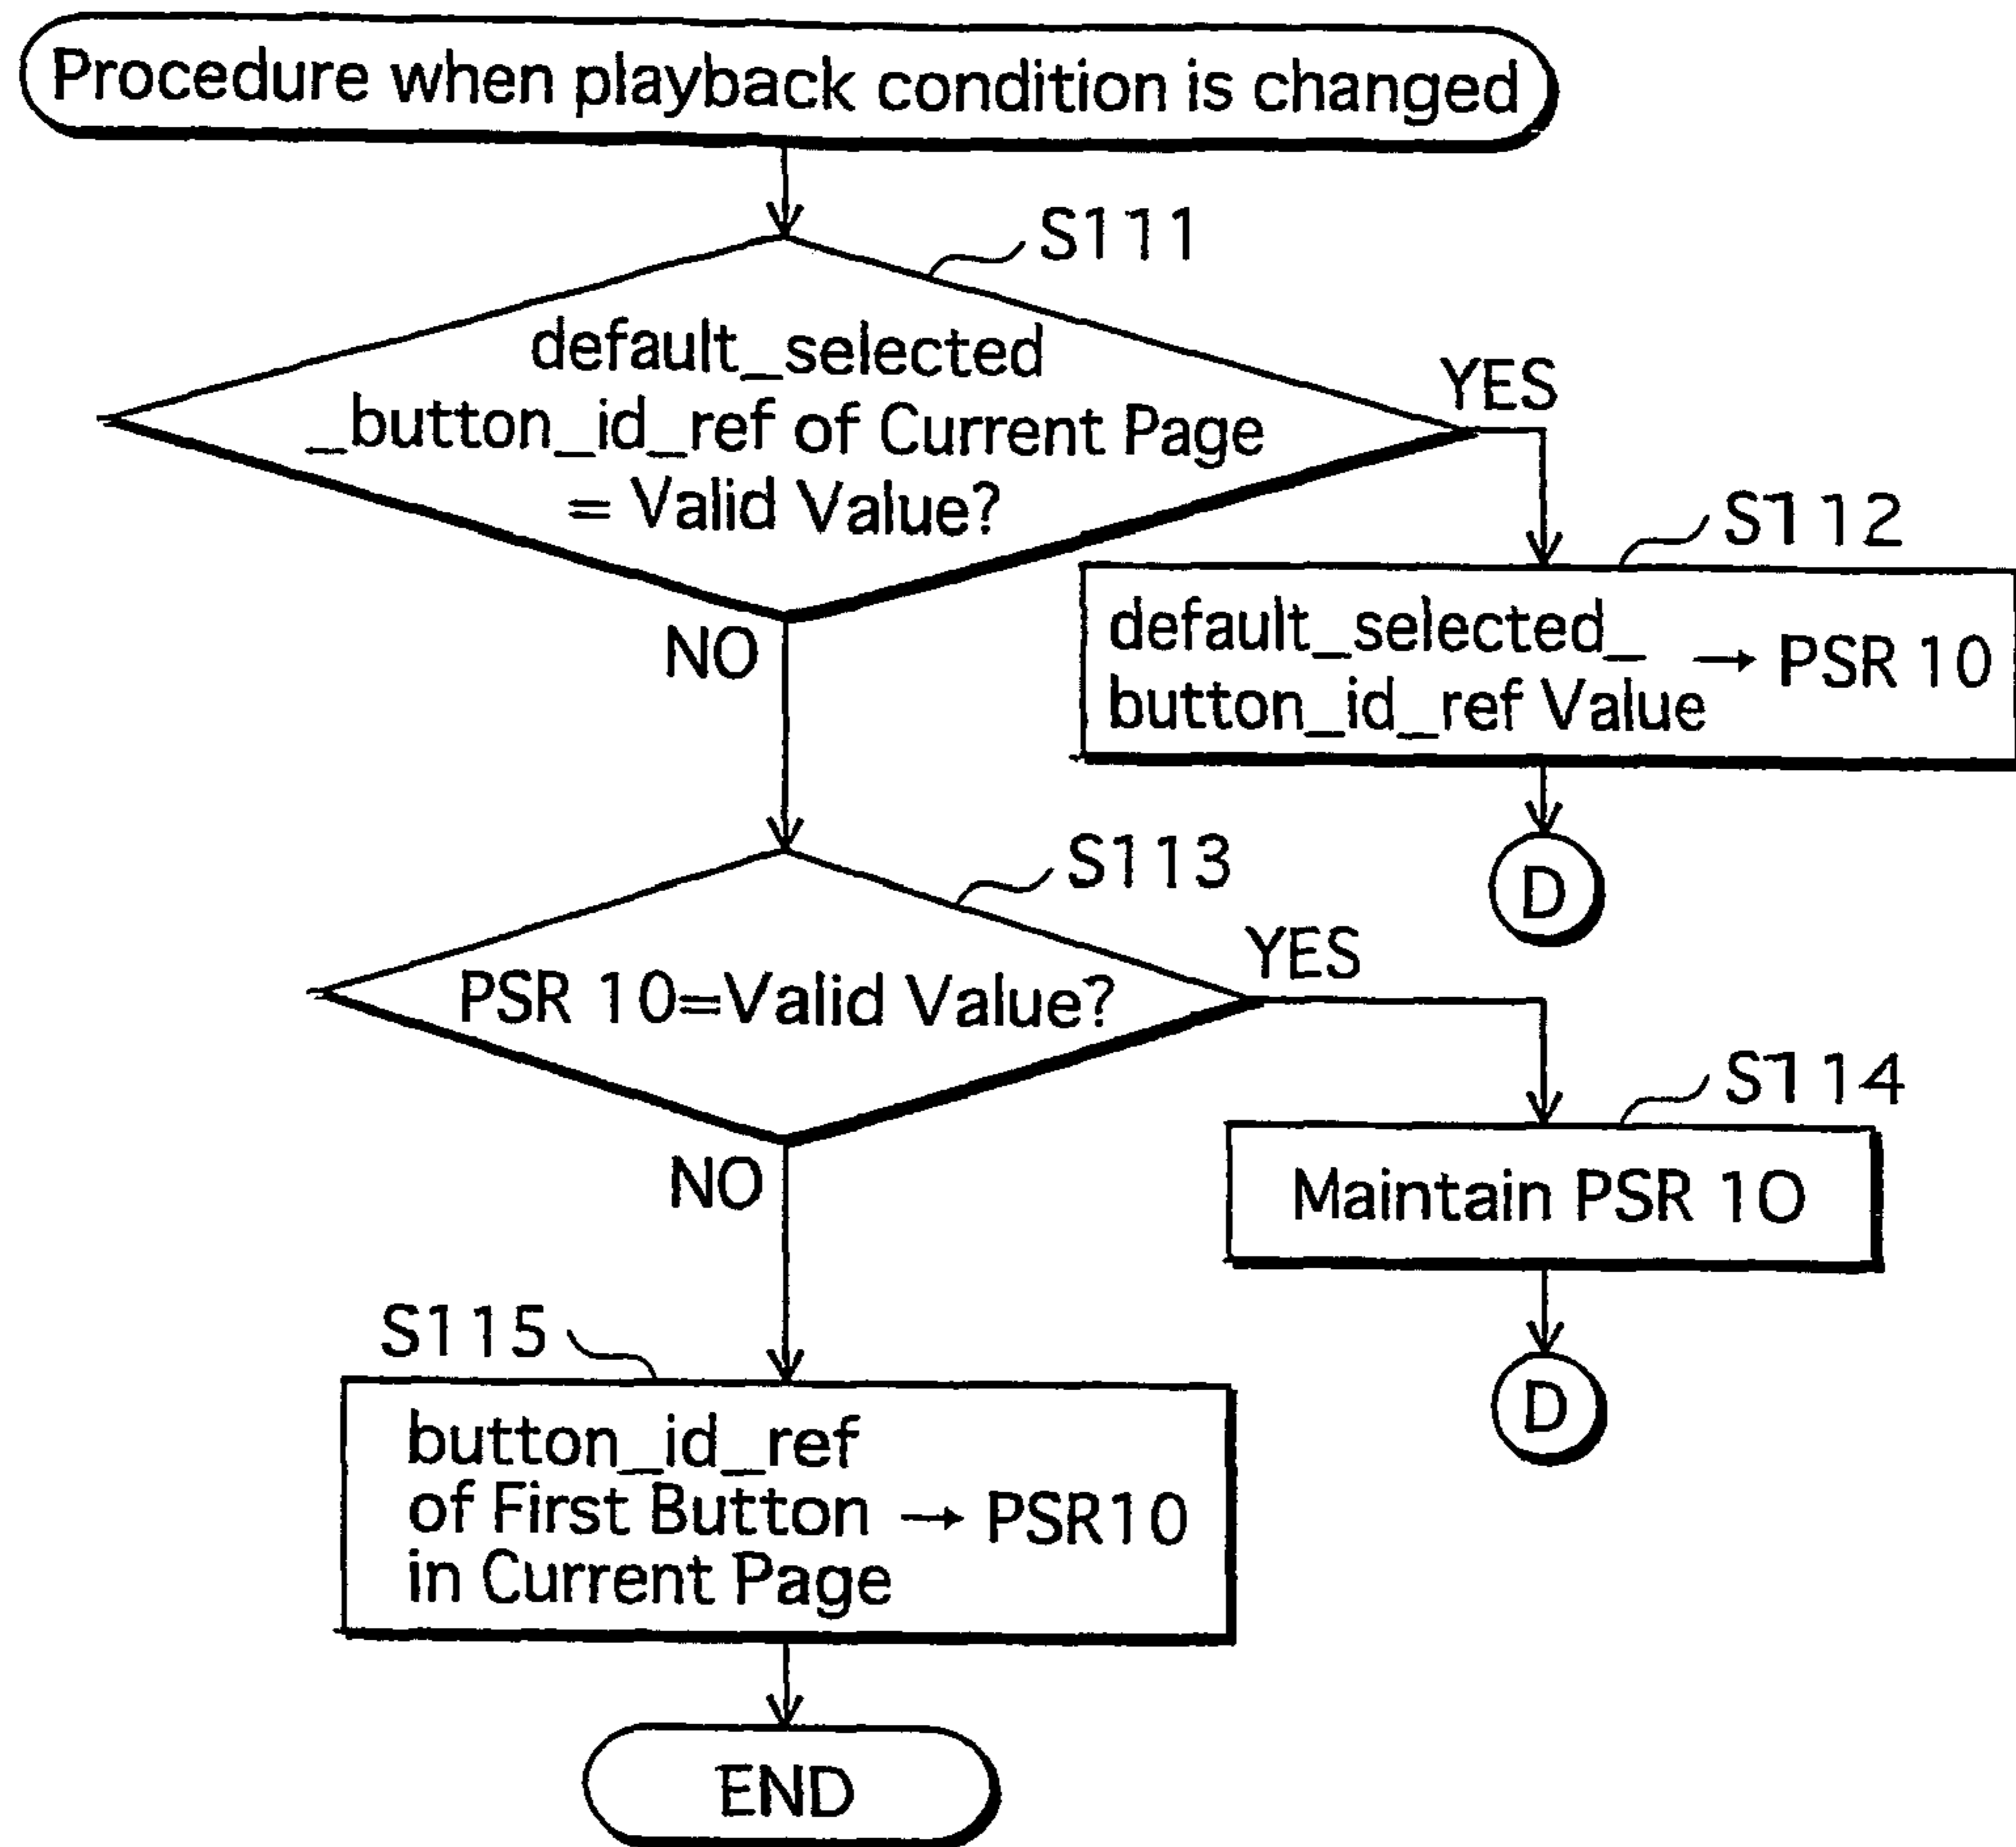 Procedure when playback condition is changed
S111
default_selected
_button_id_ref of Current Page
= Valid Value?
YES
NO
S112
default_selected_
button_id_ref Value
→ PSR 10
D
S113
PSR 10=Valid Value?
YES
NO
S114
Maintain PSR 10
D
S115
button_id_ref
of First Button → PSR10
in Current Page
END